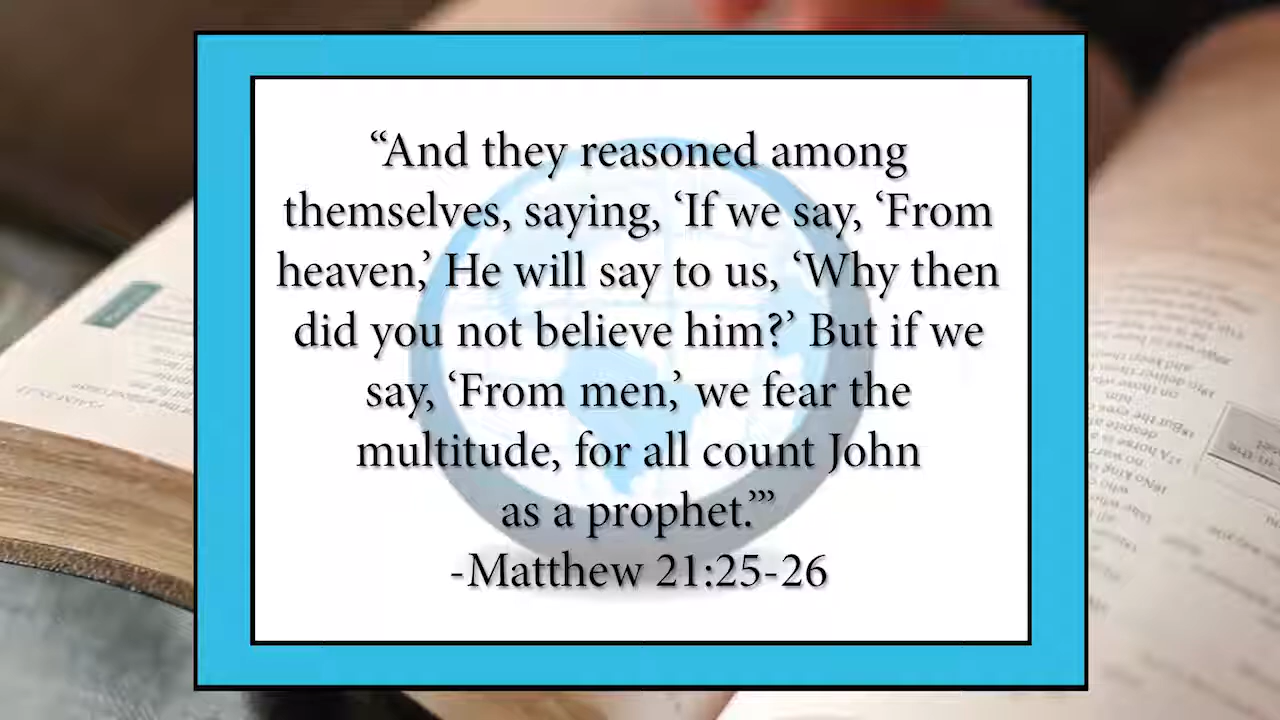 “And they reasoned among
themselves, saying, ‘If we say, ‘From
heaven,’ He will say to us, ‘Why then
did you not believe him?’ But if we
say, ‘From men,’ we fear the
multitude, for all count John
as a prophet.’”
-Matthew 21:25-26